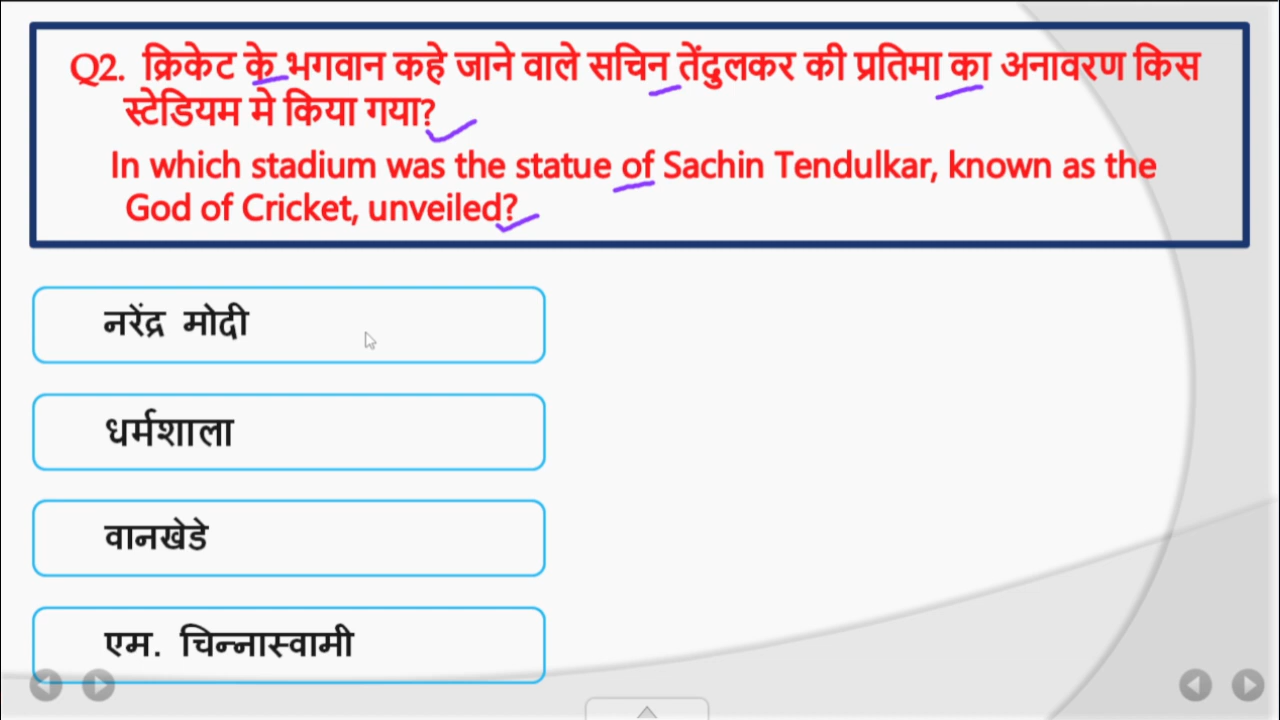 Q2. क्रिकेट के भगवान कहे जाने वाले सचिन तेंदुलकर की प्रतिमा का अनावरण किस
स्टेडियम मे किया गया?
In which stadium was the statue of Sachin Tendulkar, known as the
God of Cricket, unveiled?
नरेंद्र मोदी
धर्मशाला
वानखेडे
एम. चिन्नास्वामी